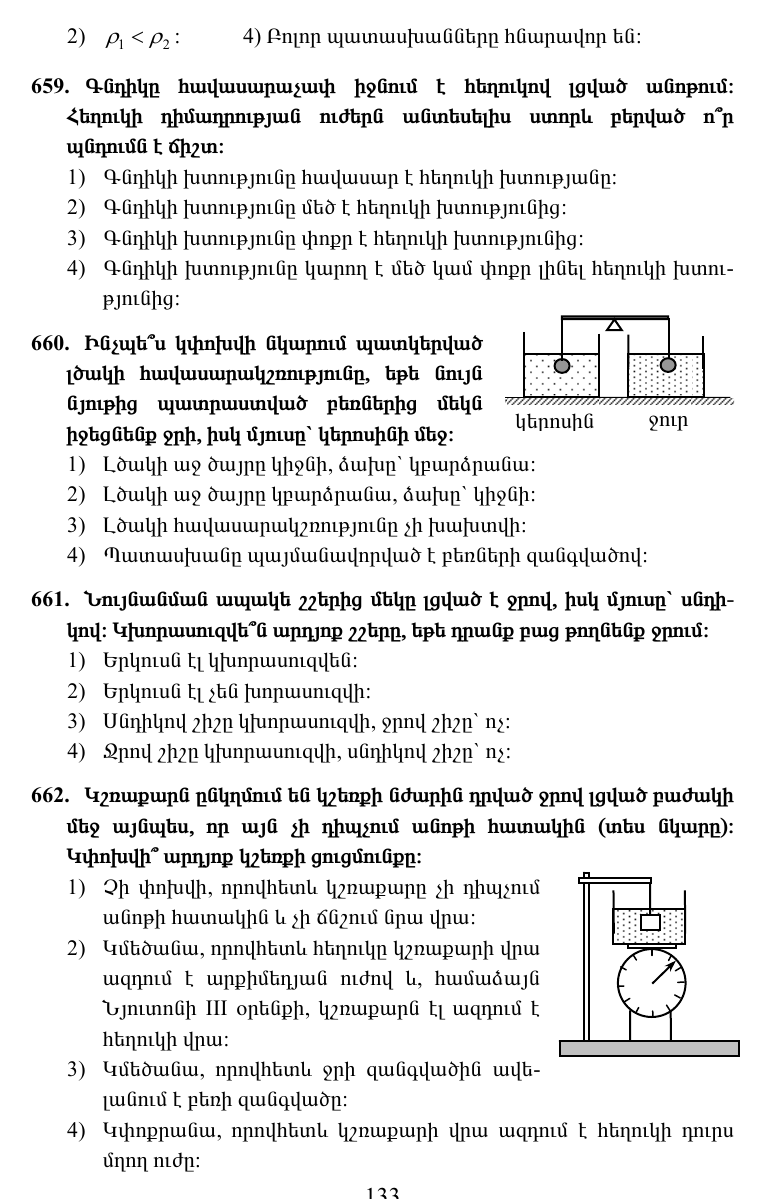 2) ρ1 < ρ2 : 4) Բոլոր պատասխանները հնարավոր են:
659. Գնդիկը հավասարաչափ իջնում է հեղուկով լցված անոթում:
Հեղուկի դիմադրության ուժերն անտեսելիս ստորև բերված ո՞ր
պնդումն է ճիշտ:
1) Գնդիկի խտությունը հավասար է հեղուկի խտությանը:
2) Գնդիկի խտությունը մեծ է հեղուկի խտությունից:
3) Գնդիկի խտությունը փոքր է հեղուկի խտությունից:
4) Գնդիկի խտությունը կարող է մեծ կամ փոքր լինել հեղուկի խտու-
թյունից:
660. Ինչպե՞ս կփոխվի նկարում պատկերված
լծակի հավասարակշռությունը, եթե նույն
նյութից պատրաստված բեռներից մեկն
իջեցնենք ջրի, իսկ մյուսը՝ կերոսինի մեջ:
կերոսին ջուր
1) Լծակի աջ ծայրը կիջնի, ձախը՝ կբարձրանա:
2) Լծակի աջ ծայրը կբարձրանա, ձախը՝ կիջնի:
3) Լծակի հավասարակշռությունը չի խախտվի:
4) Պատասխանը պայմանավորված է բեռների զանգվածով:
661. Նույնանման ապակե շշերից մեկը լցված է ջրով, իսկ մյուսը՝ սնդի-
կով: Կխորասուզվե՞ն արդյոք շշերը, եթե դրանք բաց թողնենք ջրում:
1) Երկուսն էլ կխորասուզվեն:
2) Երկուսն էլ չեն խորասուզվի:
3) Սնդիկով շիշը կխորասուզվի, ջրով շիշը՝ ոչ:
4) Ջրով շիշը կխորասուզվի, սնդիկով շիշը՝ ոչ:
662. Կշռաքարն ընկղմում են կշեռքի նժարին դրված ջրով լցված բաժակի
մեջ այնպես, որ այն չի դիպչում անոթի հատակին (տես նկարը):
Կփոխվի՞ արդյոք կշեռքի ցուցմունքը:
1) Չի փոխվի, որովհետև կշռաքարը չի դիպչում
անոթի հատակին և չի ճնշում նրա վրա:
2) Կմեծանա, որովհետև հեղուկը կշռաքարի վրա
ազդում է արքիմեդյան ուժով և, համաձայն
Նյուտոնի III օրենքի, կշռաքարն էլ ազդում է
հեղուկի վրա:
3) Կմեծանա, որովհետև ջրի զանգվածին ավե-
լանում է բեռի զանգվածը:
4) Կփոքրանա, որովհետև կշռաքարի վրա ազդում է հեղուկի դուրս
մղող ուժը:
133